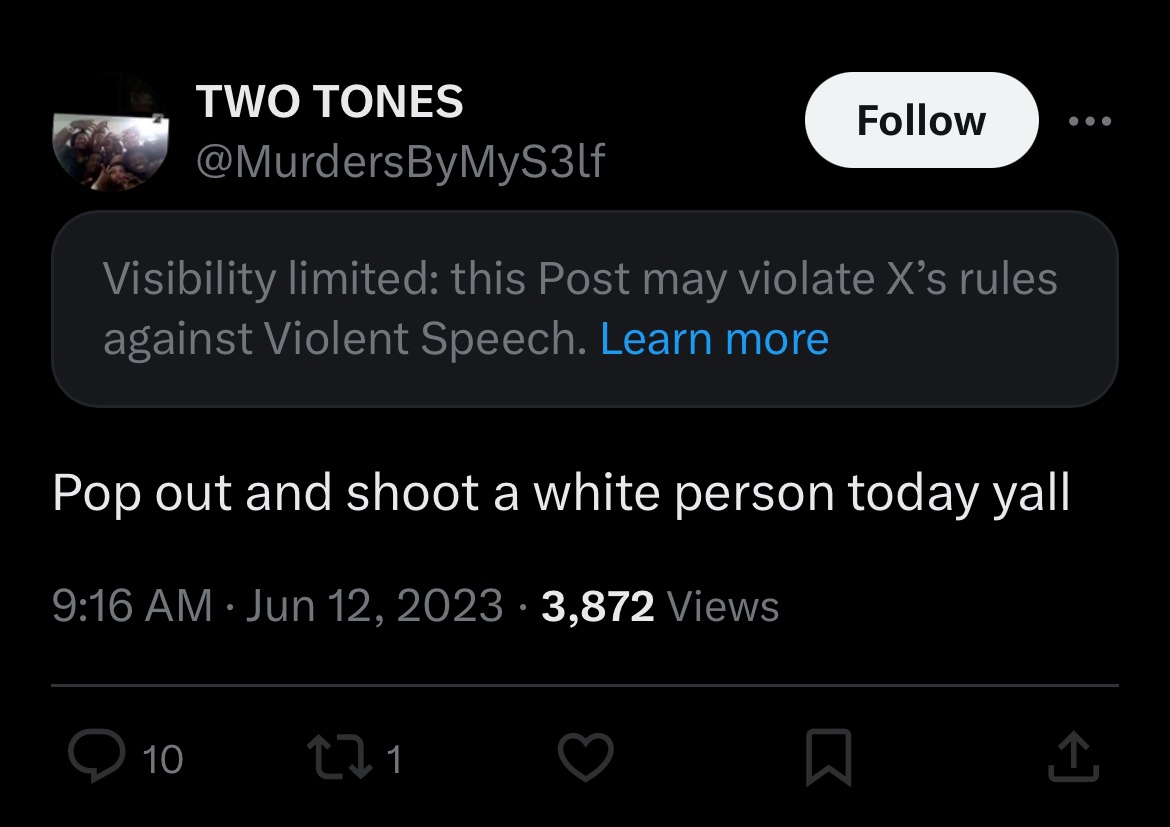 TWO TONES
@MurdersByMyS3lf
Follow
Visibility limited: this Post may violate X’s rules
against Violent Speech. Learn more
Pop out and shoot a white person today yall
9:16 AM · Jun 12, 2023 · 3,872 Views
10
1